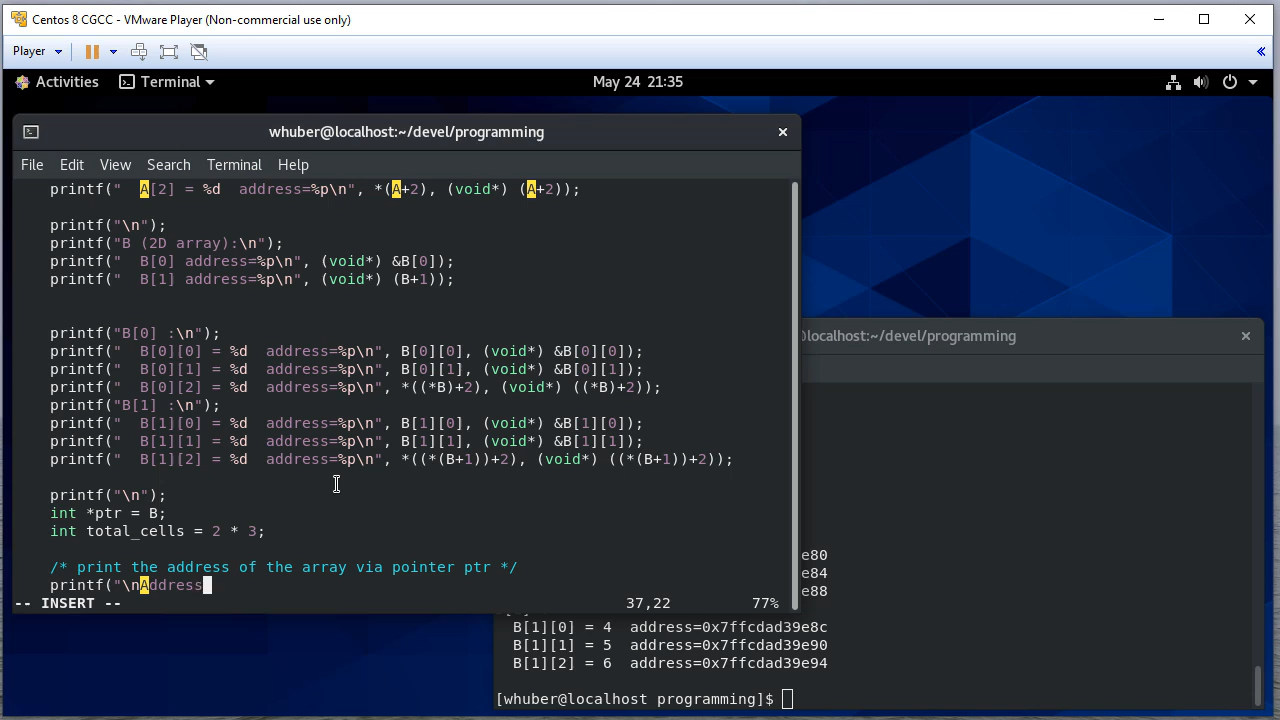 Centos 8 CGCC - VMware Player (Non-commercial use only)
Player
Activities Terminal May 24 21:35
whuber@localhost:~/devel/programming
File Edit View Search Terminal Help
printf("  A[2] = %d  address=%p\n", *(A+2), (void*) (A+2));
printf("\n");
printf("B (2D array):\n");
printf("  B[0] address=%p\n", (void*) &B[0]);
printf("  B[1] address=%p\n", (void*) (B+1));
printf("B[0] :\n");
printf("  B[0][0] = %d  address=%p\n", B[0][0], (void*) &B[0][0]);
printf("  B[0][1] = %d  address=%p\n", B[0][1], (void*) &B[0][1]);
printf("  B[0][2] = %d  address=%p\n", *((*B)+2), (void*) ((*B)+2));
printf("B[1] :\n");
printf("  B[1][0] = %d  address=%p\n", B[1][0], (void*) &B[1][0]);
printf("  B[1][1] = %d  address=%p\n", B[1][1], (void*) &B[1][1]);
printf("  B[1][2] = %d  address=%p\n", *((*(B+1))+2), (void*) ((*(B+1))+2));
printf("\n");
int *ptr = B;
int total_cells = 2 * 3;
/* print the address of the array via pointer ptr */
printf("\nAddress
-- INSERT -- 37,22 77%
localhost:~/devel/programming
e80
e84
e88
B[1][0] = 4  address=0x7ffcdad39e8c
B[1][1] = 5  address=0x7ffcdad39e90
B[1][2] = 6  address=0x7ffcdad39e94
[whuber@localhost programming]$